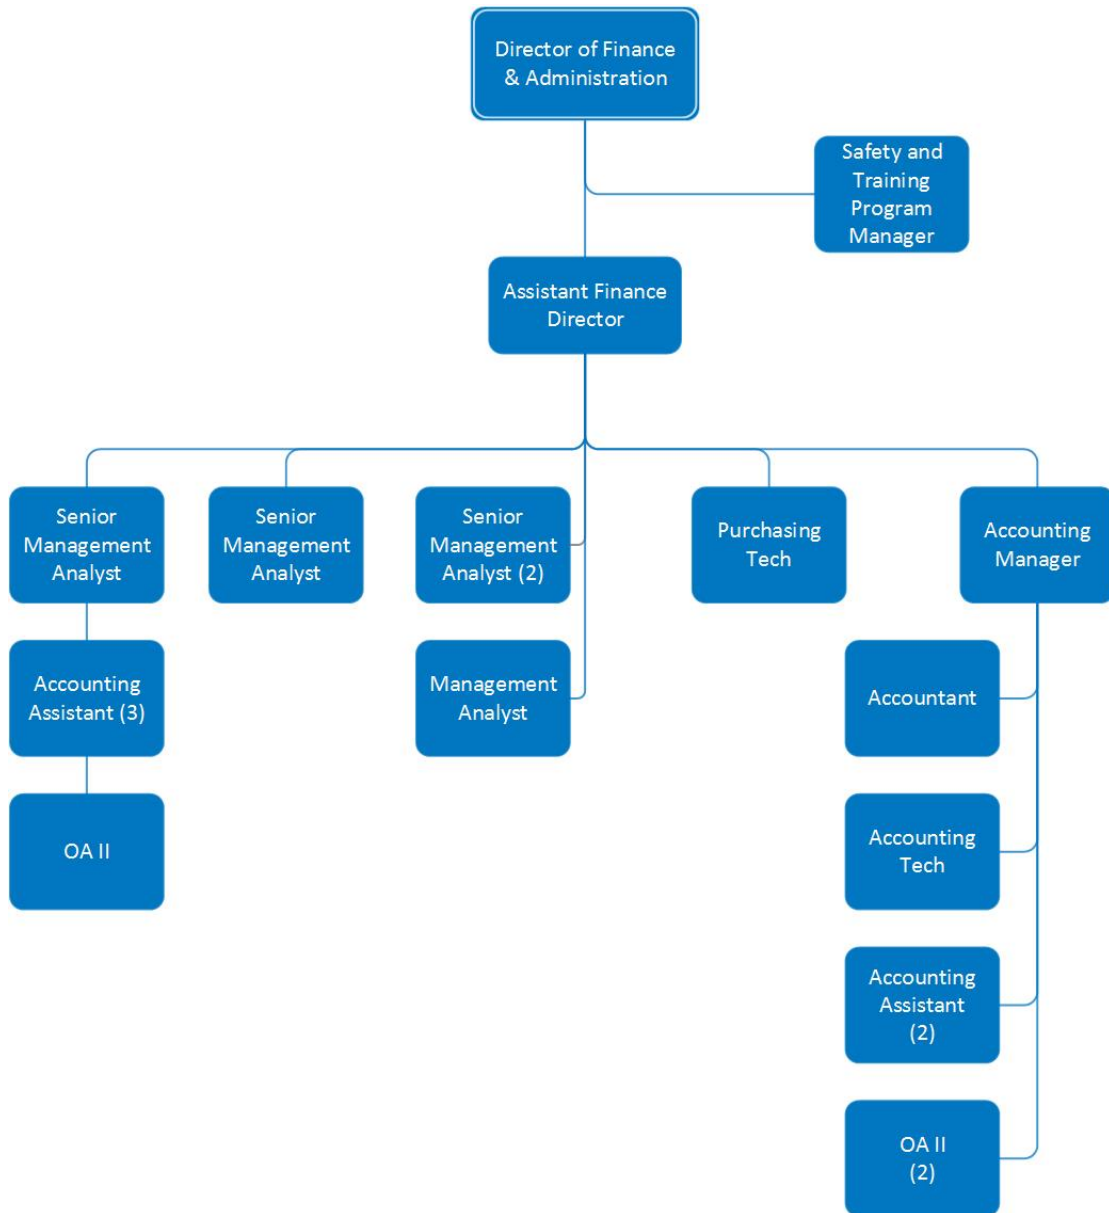 Director of Finance
& Administration
Safety and
Training
Program
Manager
Assistant Finance
Director
Senior
Management
Analyst
Senior
Management
Analyst
Senior
Management
Analyst (2)
Purchasing
Tech
Accounting
Manager
Accounting
Assistant (3)
Management
Analyst
Accountant
OA II
Accounting
Tech
Accounting
Assistant
(2)
OA II
(2)